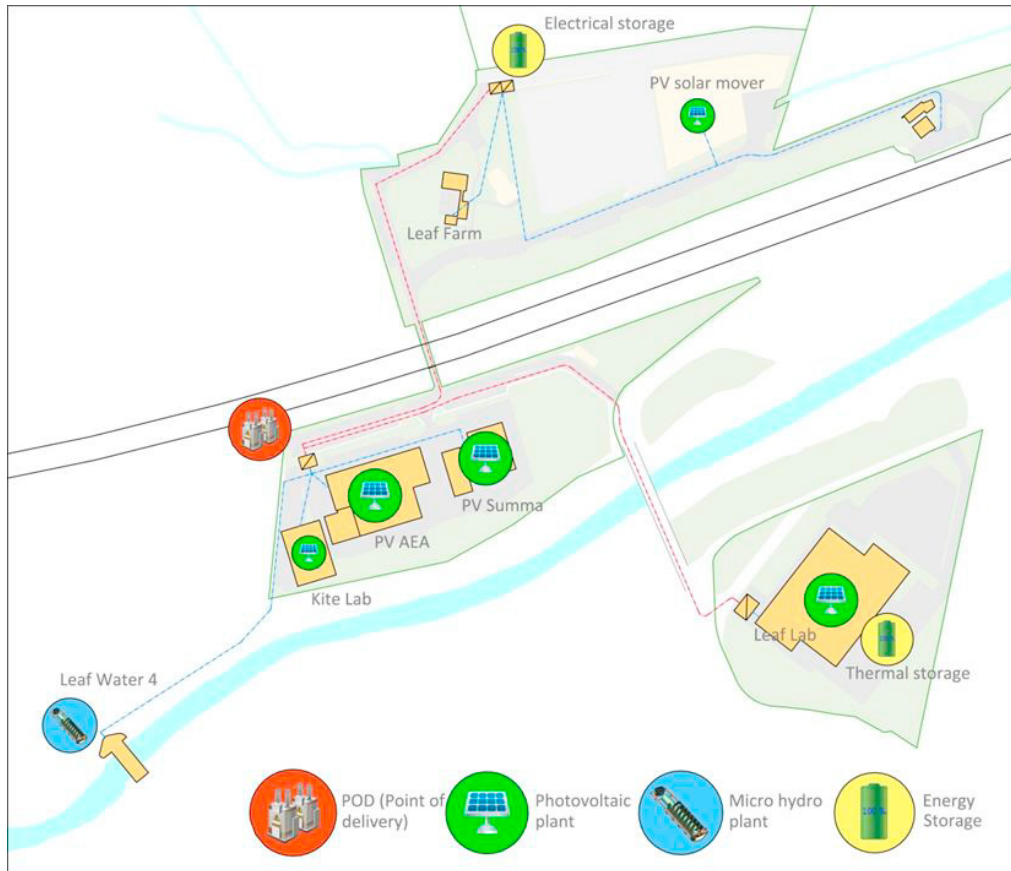 Electrical storage
PV solar mover
Leaf Farm
PV Summa
PV AEA
Kite Lab
Leaf Lab
Thermal storage
Leaf Water 4
POD (Point of
delivery)
Photovoltaic
plant
Micro hydro
plant
100 %
Energy
Storage